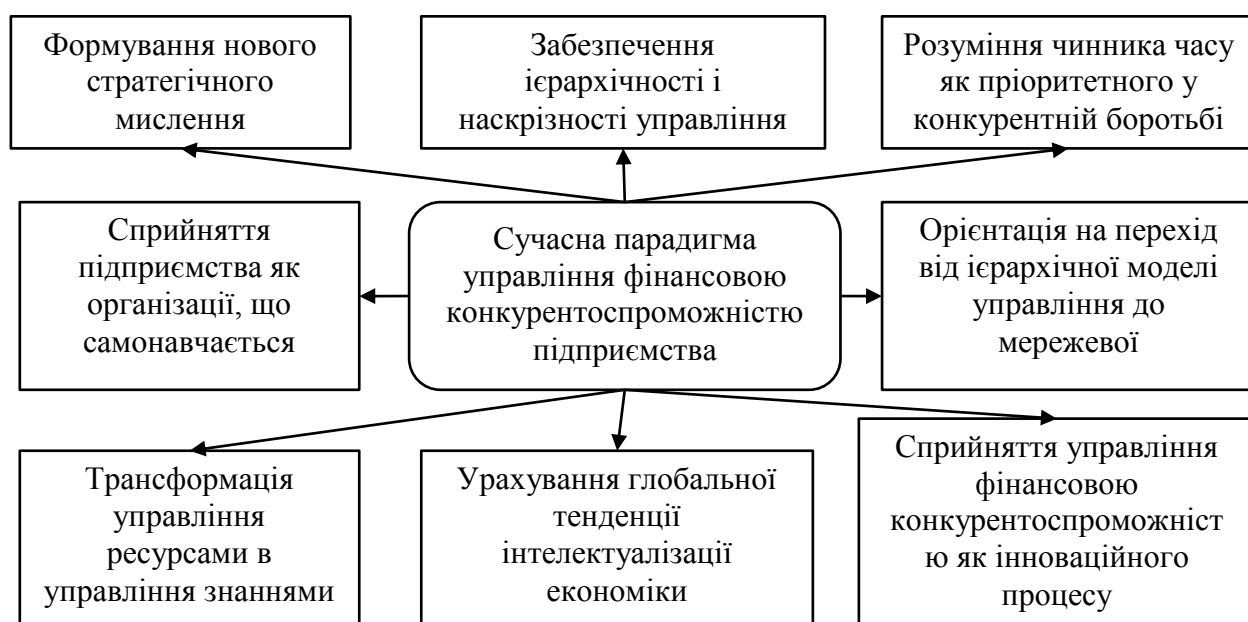 Формування нового
стратегічного
мислення
Забезпечення
ієрархічності і
наскрізності управління
Розуміння чинника часу
як пріоритетного у
конкурентній боротьбі
Сприйняття
підприємства як
організації, що
самонавчається
Сучасна парадигма
управління фінансовою
конкурентоспроможністю
підприємства
Орієнтація на перехід
від ієрархічної моделі
управління до
мережевої
Трансформація
управління
ресурсами в
управління знаннями
Урахування глобальної
тенденції
інтелектуалізації
економіки
Сприйняття управління
фінансовою
конкурентоспроможніст
ю як інноваційного
процесу